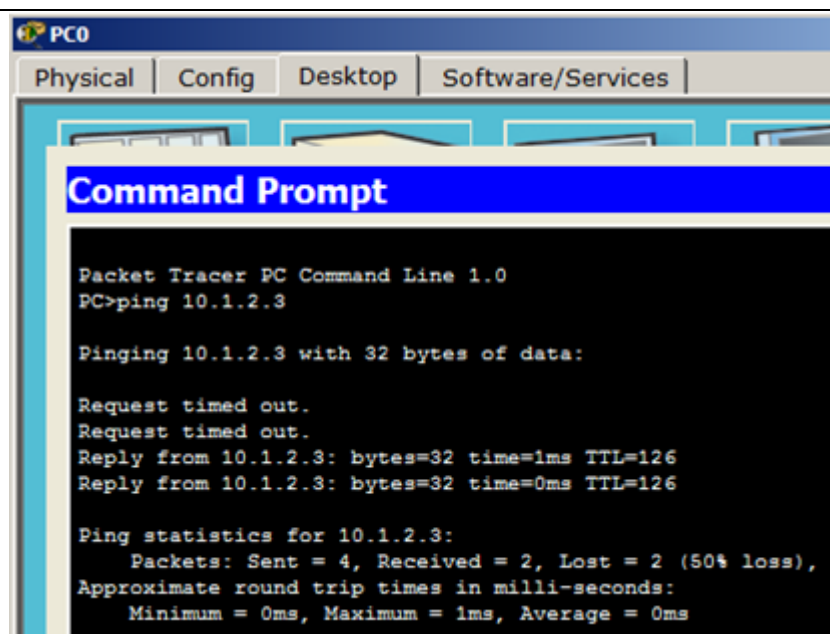 PC0
Physical Config Desktop Software/Services
Command Prompt
Packet Tracer PC Command Line 1.0
PC>ping 10.1.2.3
Pinging 10.1.2.3 with 32 bytes of data:
Request timed out.
Request timed out.
Reply from 10.1.2.3: bytes=32 time=1ms TTL=126
Reply from 10.1.2.3: bytes=32 time=0ms TTL=126
Ping statistics for 10.1.2.3:
Packets: Sent = 4, Received = 2, Lost = 2 (50% loss),
Approximate round trip times in milli-seconds:
Minimum = 0ms, Maximum = 1ms, Average = 0ms